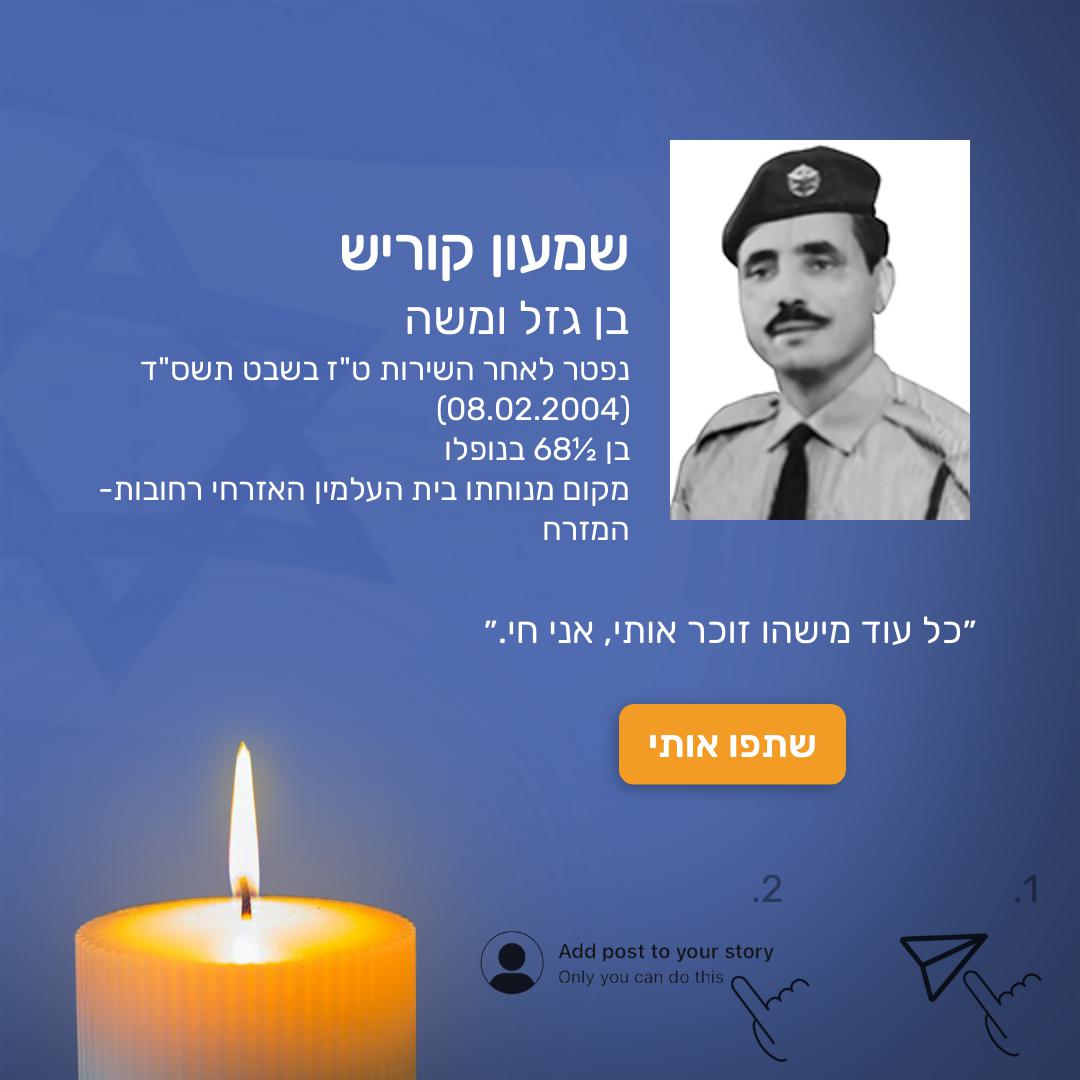 שמעון קוריש
בן גזל ומשה
נפטר לאחר השירות ט"ז בשבט תשס"ד
(08.02.2004)
בן 68½ בנופלו
מקום מנוחתו בית העלמין האזרחי רחובות-
המזרח
״כל עוד מישהו זוכר אותי, אני חי.״
שתפו אותי
.1
.2
Add post to your story
Only you can do this